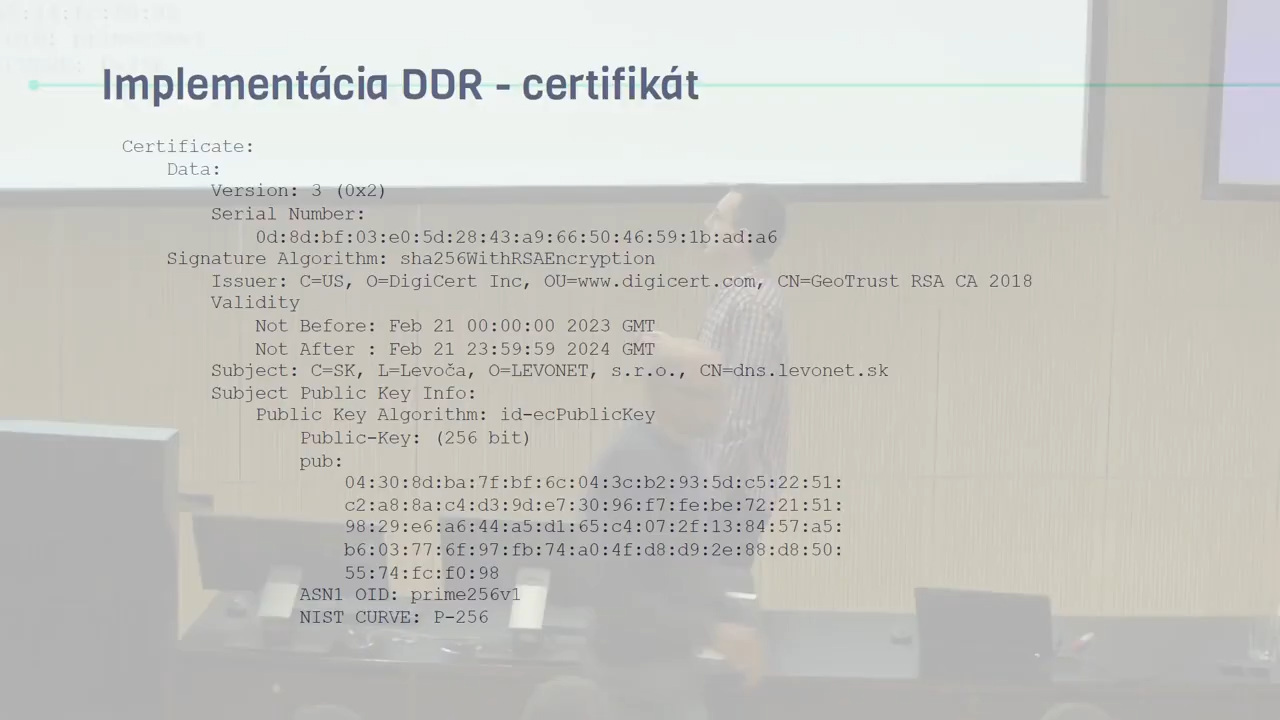 Implementácia DDR - certifikát
Certificate:
Data:
Version: 3 (0x2)
Serial Number:
0d:8d:bf:03:e0:5d:28:43:a9:66:50:46:59:1b:ad:a6
Signature Algorithm: sha256WithRSAEncryption
Issuer: C=US, O=DigiCert Inc, OU=www.digicert.com, CN=GeoTrust RSA CA 2018
Validity
Not Before: Feb 21 00:00:00 2023 GMT
Not After : Feb 21 23:59:59 2024 GMT
Subject: C=SK, L=Levoča, O=LEVONET, s.r.o., CN=dns.levonet.sk
Subject Public Key Info:
Public Key Algorithm: id-ecPublicKey
Public-Key: (256 bit)
pub:
04:30:8d:ba:7f:bf:6c:04:3c:b2:93:5d:c5:22:51:
c2:a8:8a:c4:d3:9d:e7:30:96:f7:fe:be:72:21:51:
98:29:e6:a6:44:a5:d1:65:c4:07:2f:13:84:57:a5:
b6:03:77:6f:97:fb:74:a0:4f:d8:d9:2e:88:d8:50:
55:74:fc:f0:98
ASN1 OID: prime256v1
NIST CURVE: P-256